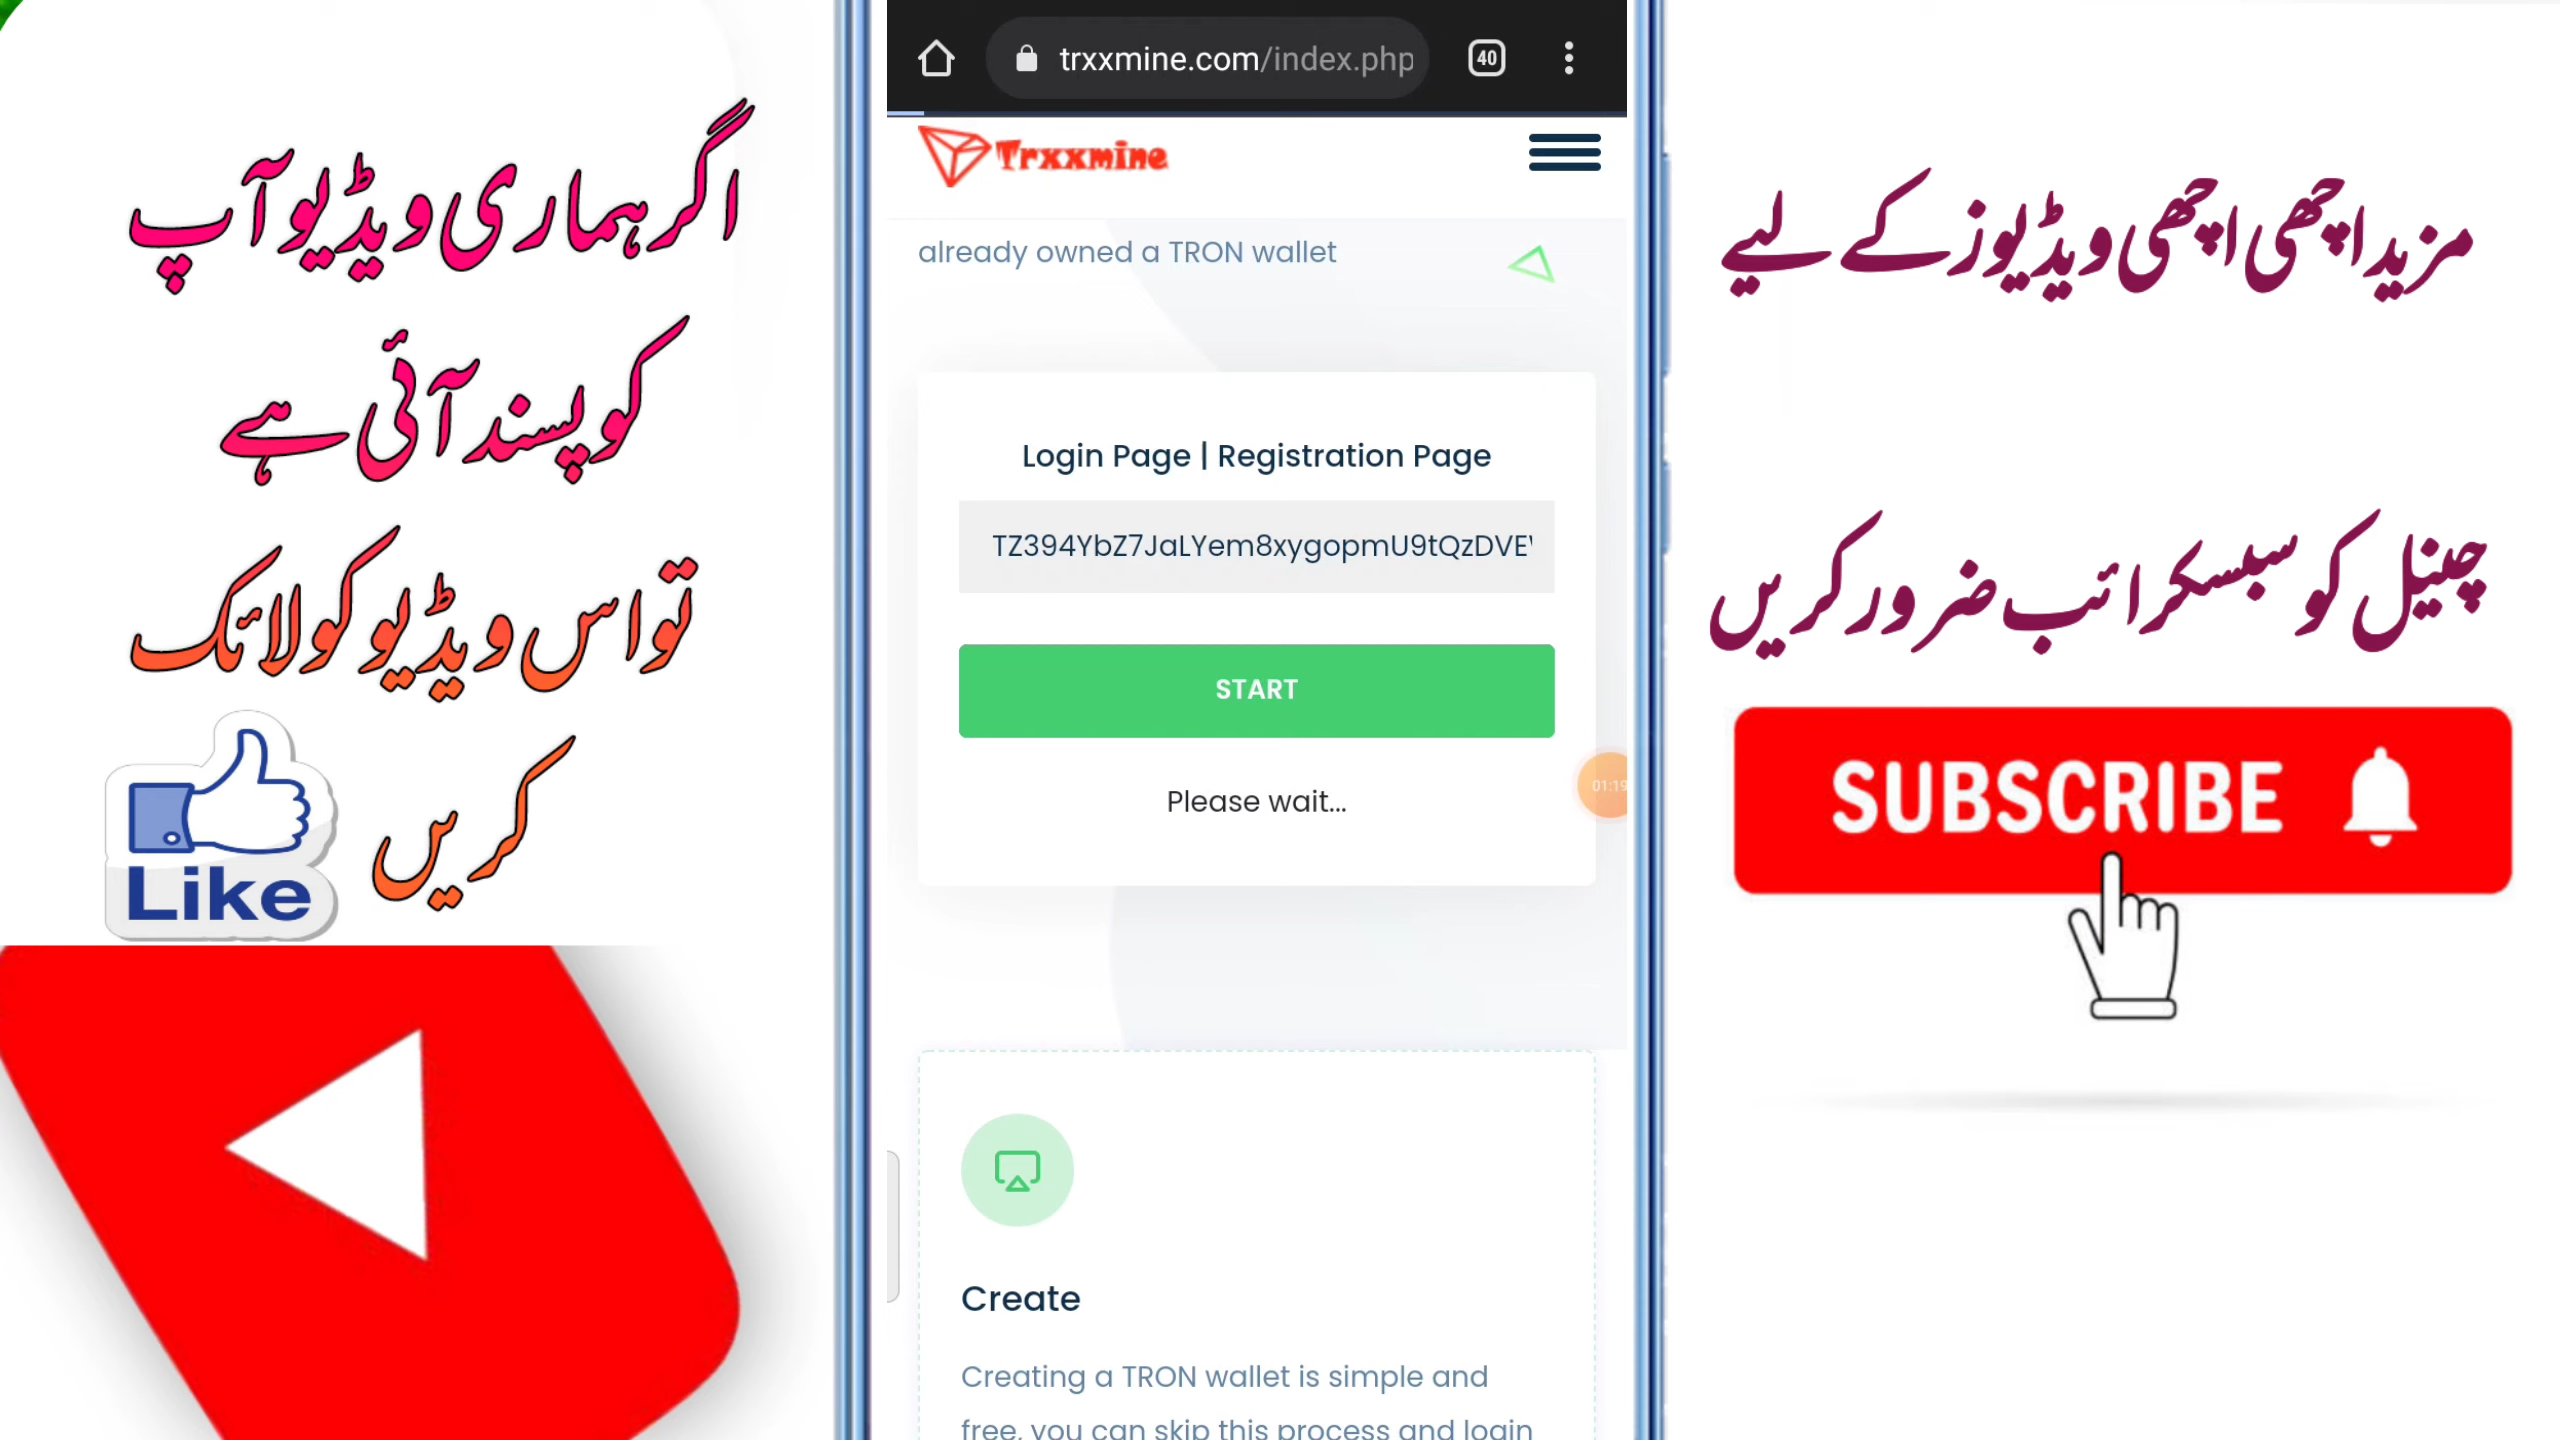 اگر ہماری ویڈیو آپ
کو پسند آئی ہے
تو اس ویڈیو کو لائک
کریں
Like
trxxmine.com/index.php
40
Trxxmine
already owned a TRON wallet
Login Page | Registration Page
TZ394YbZ7JaLYem8xygopmU9tQzDVE
START
Please wait...
01:19
Create
Creating a TRON wallet is simple and
free, you can skip this process and login
مزید اچھی اچھی ویڈیوز کے لیے
چینل کو سبسکرائب ضرور کریں
SUBSCRIBE